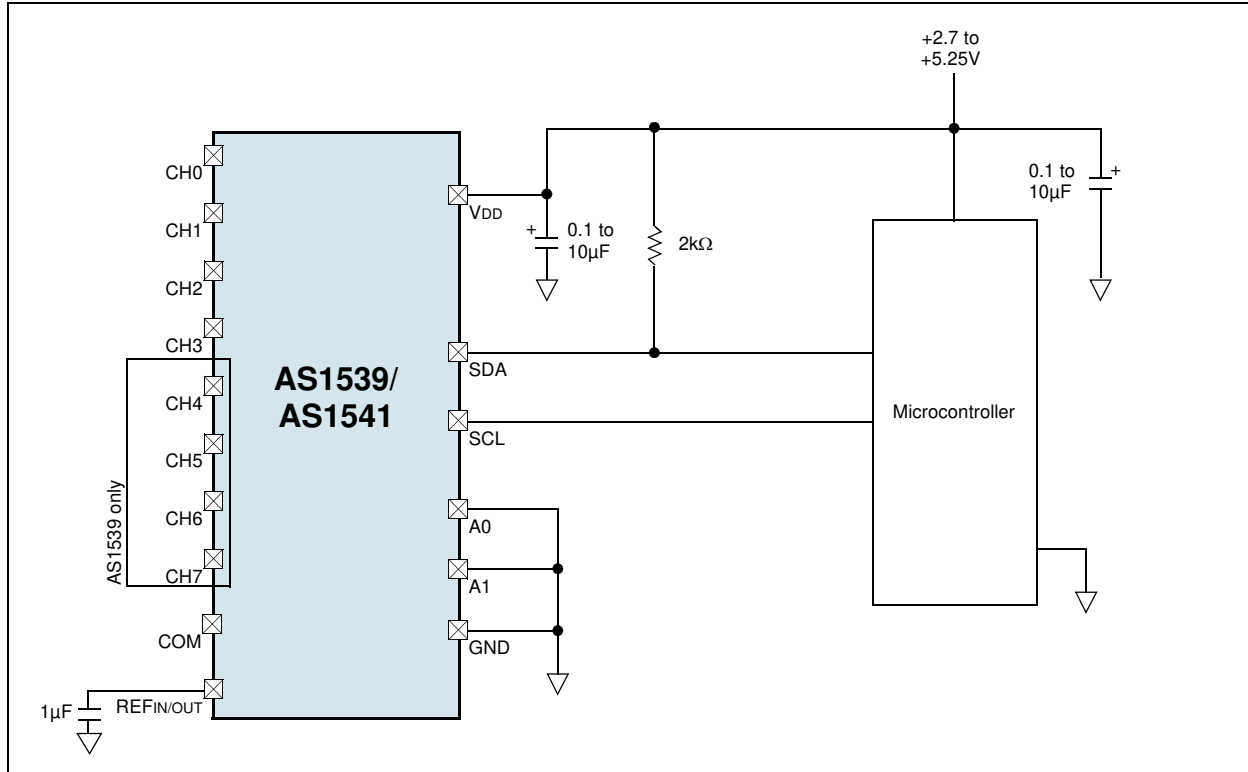 +2.7 to
+5.25V
CH0
CH1
CH2
CH3
CH4
CH5
CH6
CH7
AS1539 only
COM
REFIN/OUT
1µF
AS1539/
AS1541
VDD
SDA
SCL
A0
A1
GND
+
0.1 to
10µF
2kΩ
Microcontroller
0.1 to
10µF
+